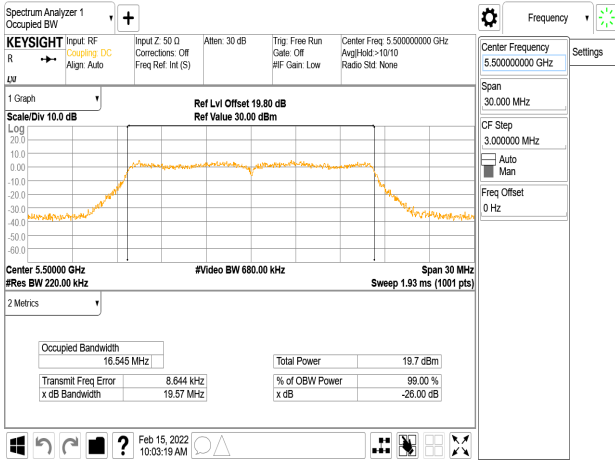 Spectrum Analyzer 1
Occupied BW
Frequency
KEYSIGHT
R
LXI
Input: RF
Coupling: DC
Align: Auto
Input Z: 50 Ω
Corrections: Off
Freq Ref: Int (S)
Atten: 30 dB
Trig: Free Run
Gate: Off
#IF Gain: Low
Center Freq: 5.500000000 GHz
Avg|Hold:>10/10
Radio Std: None
Center Frequency
5.500000000 GHz
Settings
Span
30.000 MHz
CF Step
3.000000 MHz
Auto
Man
Freq Offset
0 Hz
1 Graph
Scale/Div 10.0 dB
Ref Lvl Offset 19.80 dB
Ref Value 30.00 dBm
Log
20.0
10.0
0.00
-10.0
-20.0
-30.0
-40.0
-50.0
-60.0
Center 5.50000 GHz
#Video BW 680.00 kHz
Span 30 MHz
#Res BW 220.00 kHz
Sweep 1.93 ms (1001 pts)
2 Metrics
Occupied Bandwidth
16.545 MHz
Total Power 19.7 dBm
Transmit Freq Error 8.644 kHz
% of OBW Power 99.00 %
x dB Bandwidth 19.57 MHz
x dB -26.00 dB
Feb 15, 2022
10:03:19 AM